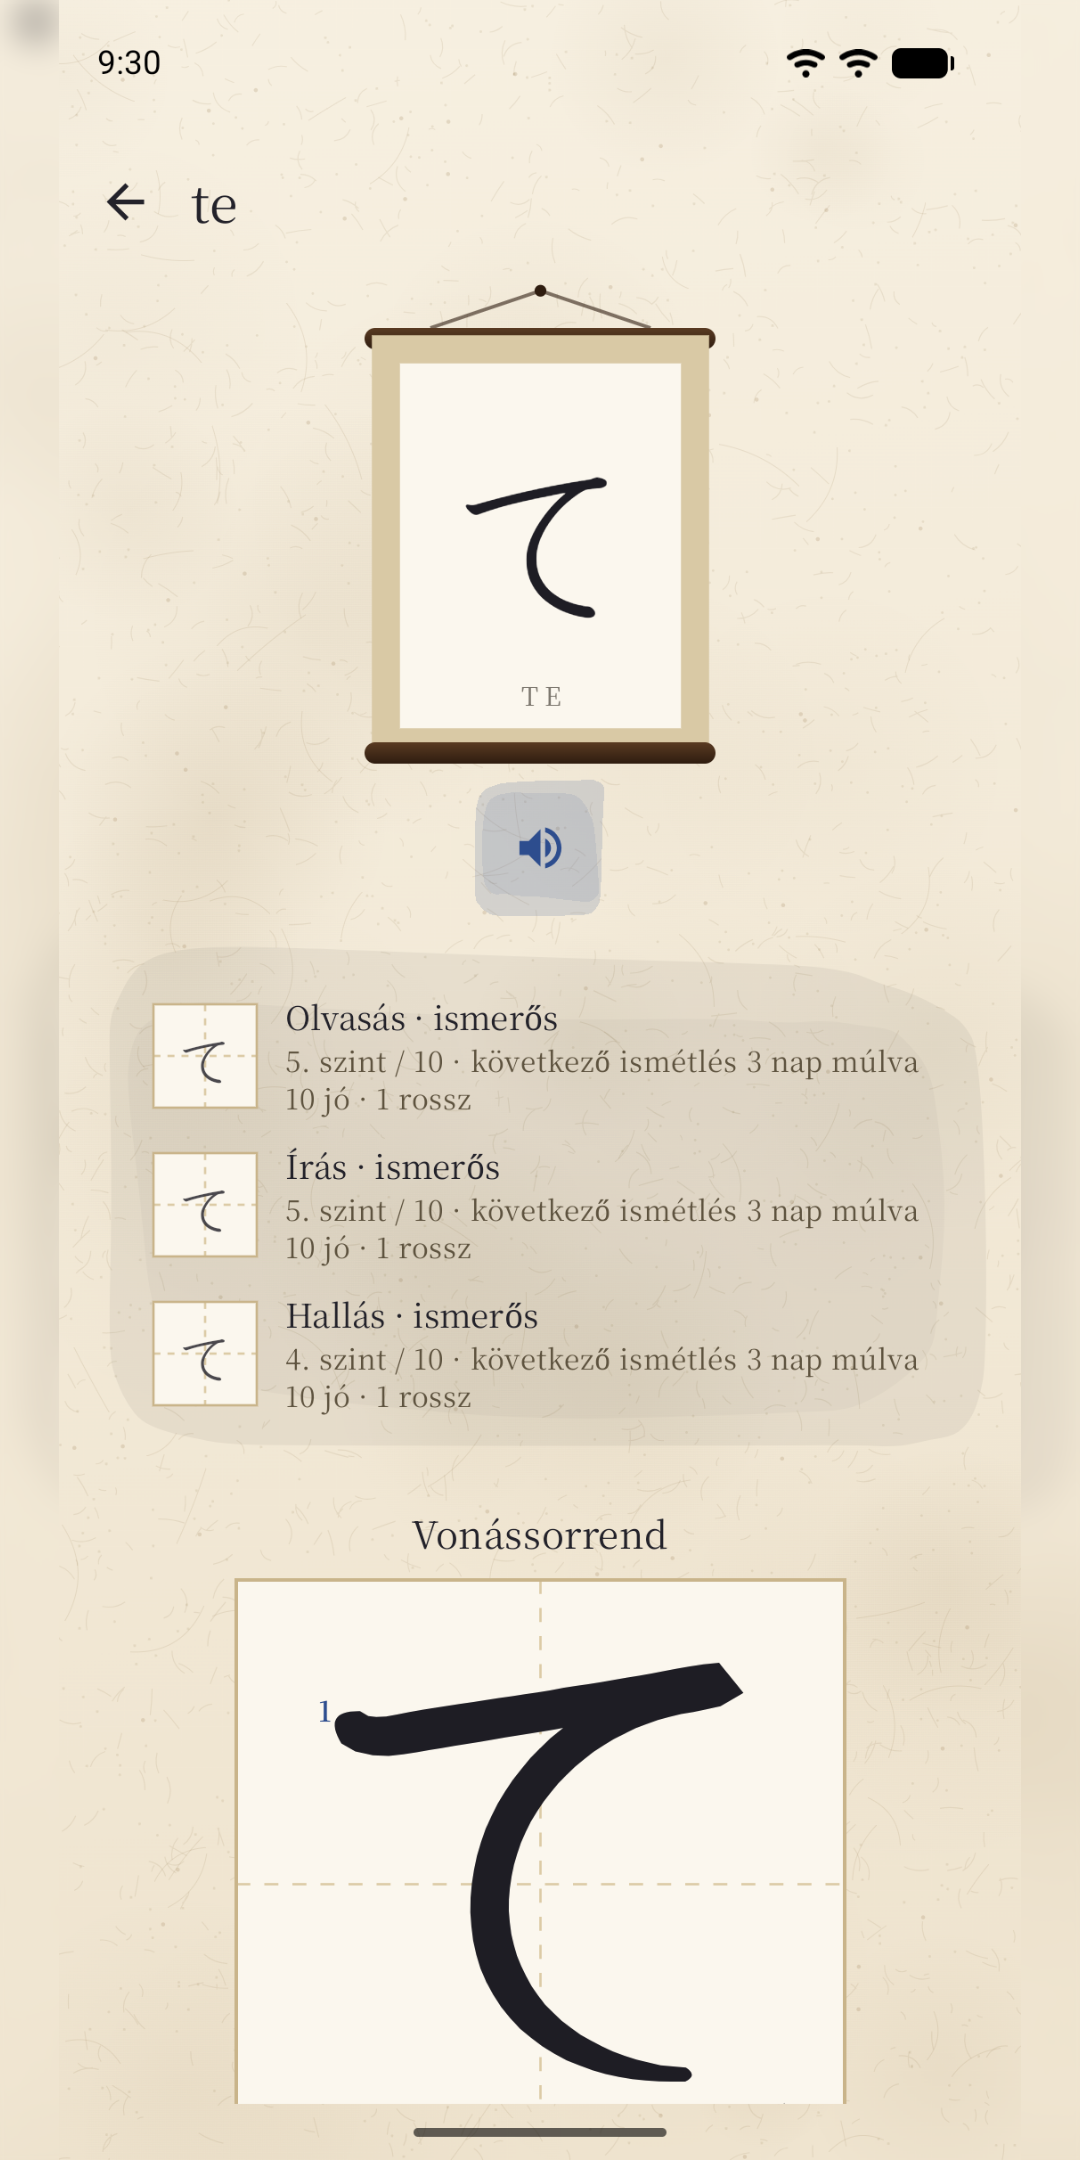 9:30
te
て
TE
て
Olvasás · ismerős
5. szint / 10 · következő ismétlés 3 nap múlva
10 jó · 1 rossz
て
Írás · ismerős
5. szint / 10 · következő ismétlés 3 nap múlva
10 jó · 1 rossz
て
Hallás · ismerős
4. szint / 10 · következő ismétlés 3 nap múlva
10 jó · 1 rossz
Vonássorrend
1
て